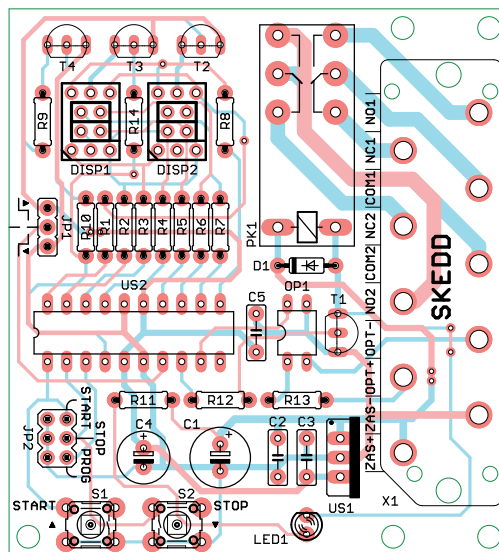 T4 T3 T2
R9 R14 R8
DISP1 DISP2
NO1
NC1
COM1
NC2
COM2
NO2
OPT-
OPT+
ZAS-
ZAS+
SKEDD
JP1
R10 R1 R2 R3 R4 R5 R6 R7
PK1
D1
US2
C5 OP1 T1
R11 R12 R13
JP2
START
STOP
PROG
C4 C1 C2 C3
US1
X1
START S1 S2 STOP
LED1